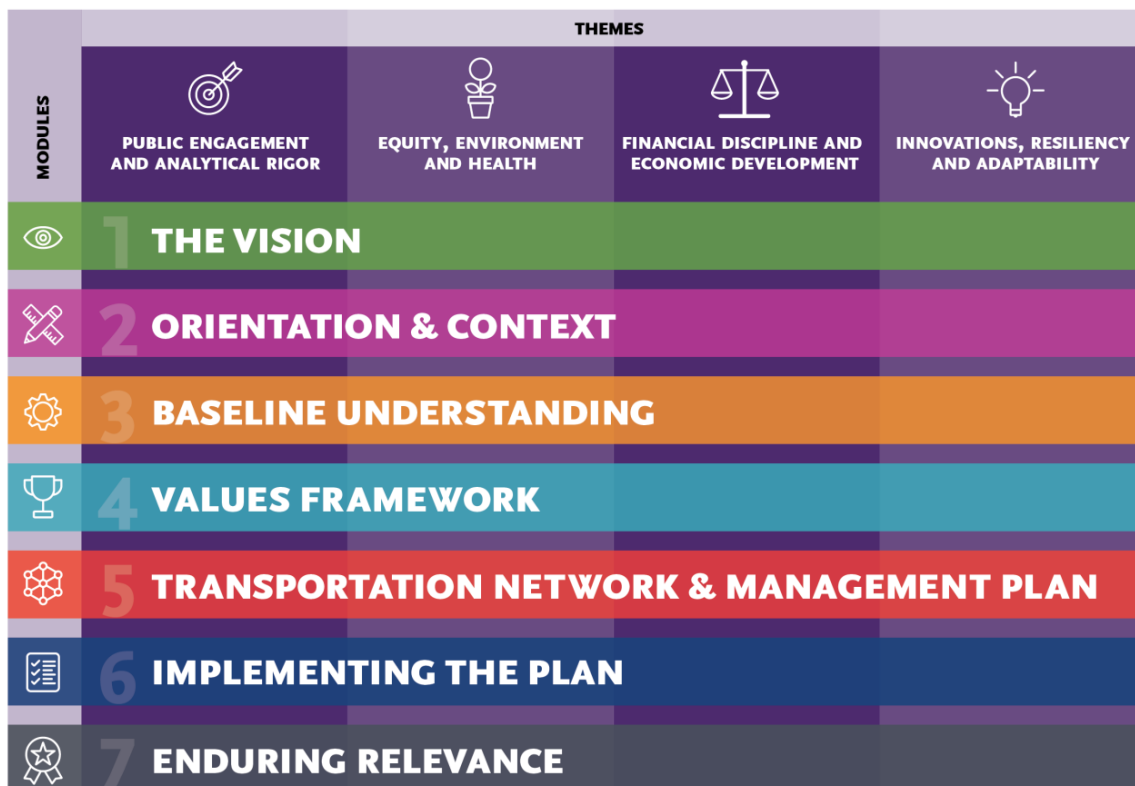 THEMES
MODULES
PUBLIC ENGAGEMENT
AND ANALYTICAL RIGOR
EQUITY, ENVIRONMENT
AND HEALTH
FINANCIAL DISCIPLINE AND
ECONOMIC DEVELOPMENT
INNOVATIONS, RESILIENCY
AND ADAPTABILITY
1 THE VISION
2 ORIENTATION & CONTEXT
3 BASELINE UNDERSTANDING
4 VALUES FRAMEWORK
5 TRANSPORTATION NETWORK & MANAGEMENT PLAN
6 IMPLEMENTING THE PLAN
7 ENDURING RELEVANCE